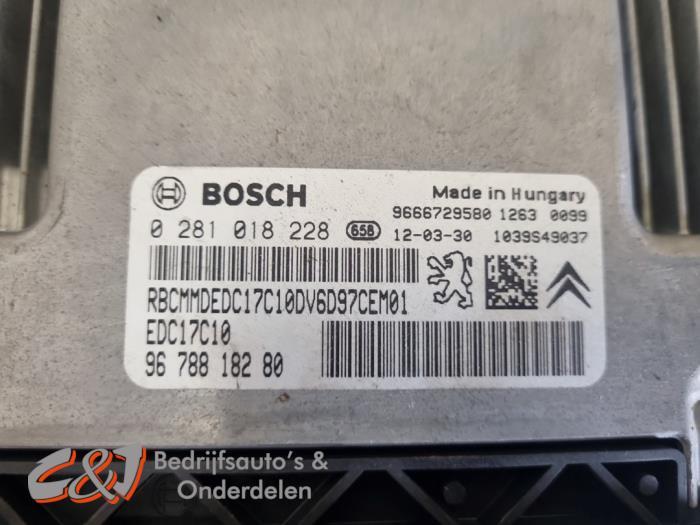 BOSCH
Made in Hungary
9666729580 1263 0099
0 281 018 228 658 12-03-30 1039S49037
RBCMMDEDC17C10DV6D97CEM01
EDC17C10
96 788 182 80
C&J Bedrijfsauto's &
Onderdelen